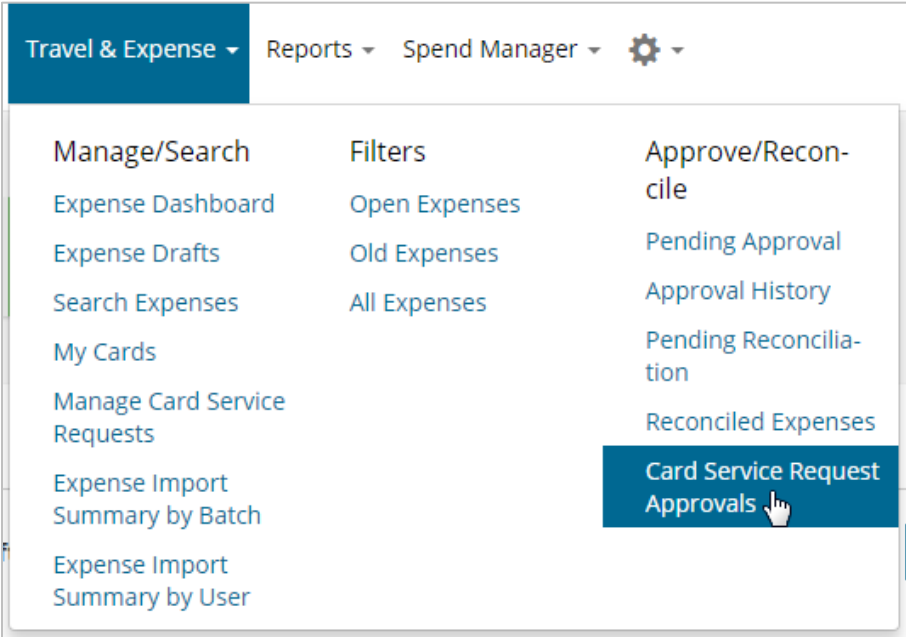 Travel & Expense Reports Spend Manager
Manage/Search
Expense Dashboard
Expense Drafts
Search Expenses
My Cards
Manage Card Service
Requests
Expense Import
Summary by Batch
Expense Import
Summary by User
Filters
Open Expenses
Old Expenses
All Expenses
Approve/Recon-
cile
Pending Approval
Approval History
Pending Reconcilia-
tion
Reconciled Expenses
Card Service Request
Approvals